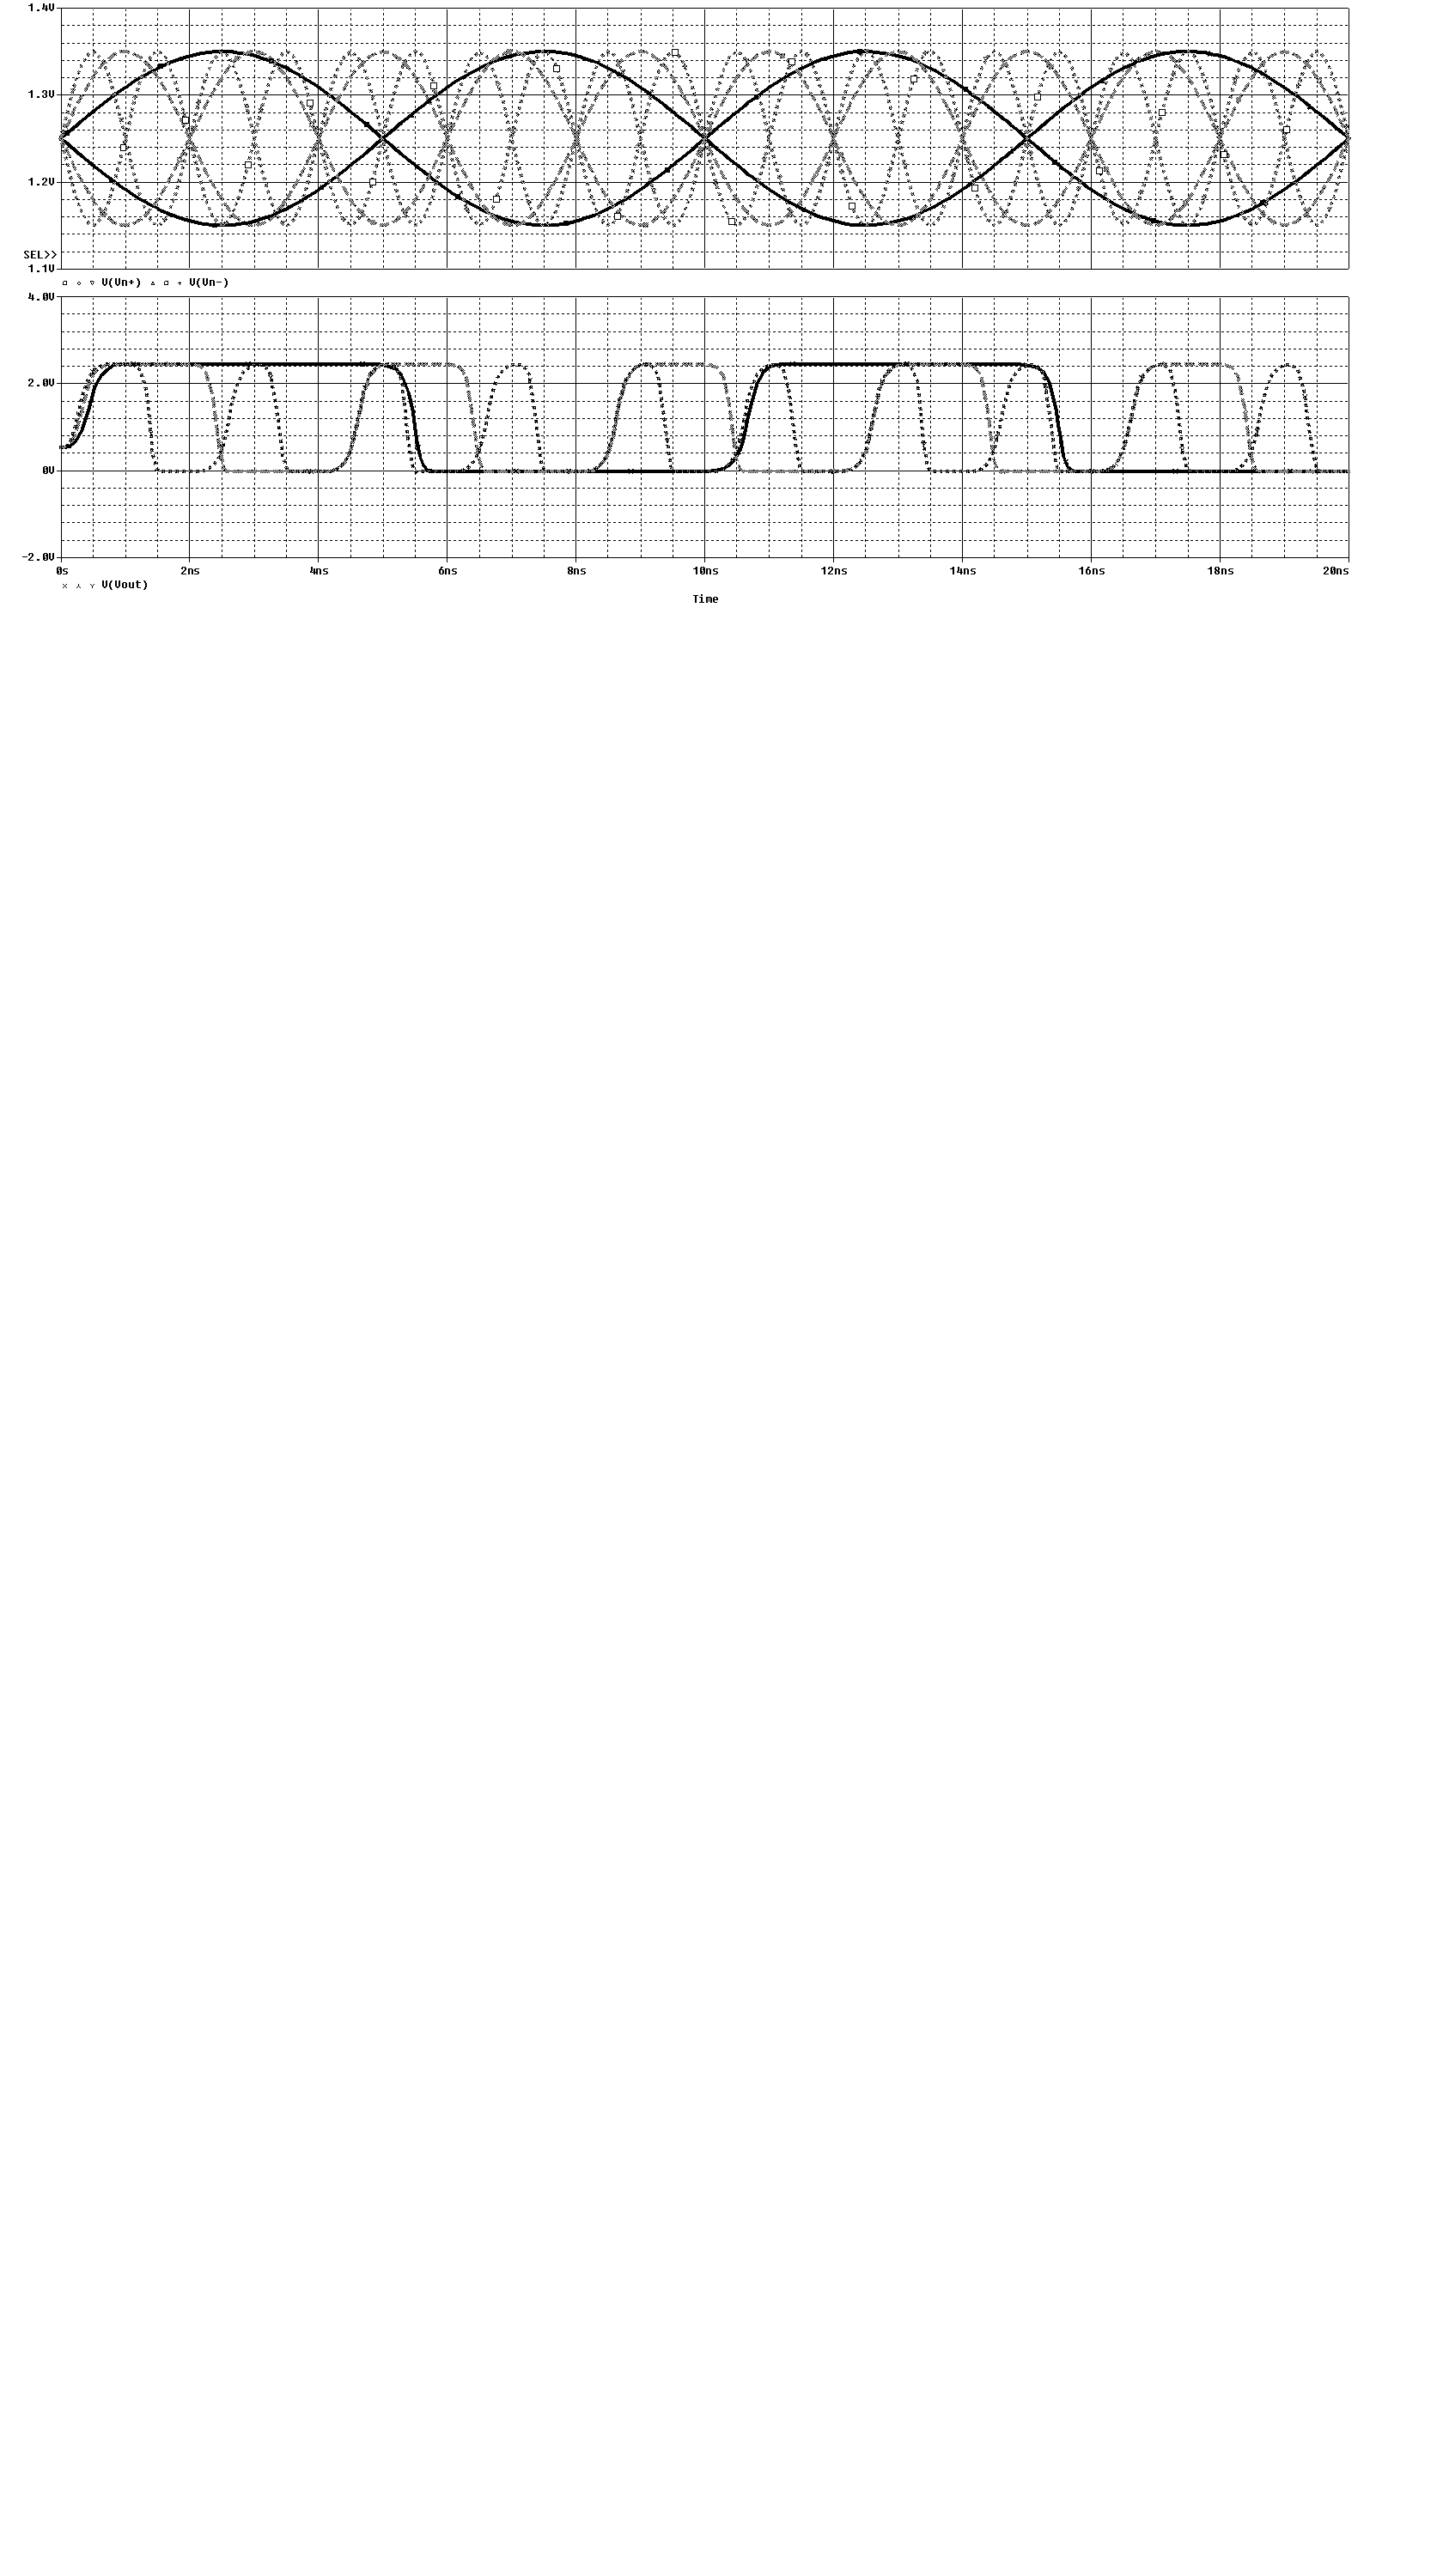 1.4V
1.3V
1.2V
SEL>>
1.1V
V(Vn+) V(Vn-)
4.0V
2.0V
0V
-2.0V
0s 2ns 4ns 6ns 8ns 10ns 12ns 14ns 16ns 18ns 20ns
V(Vout)
Time